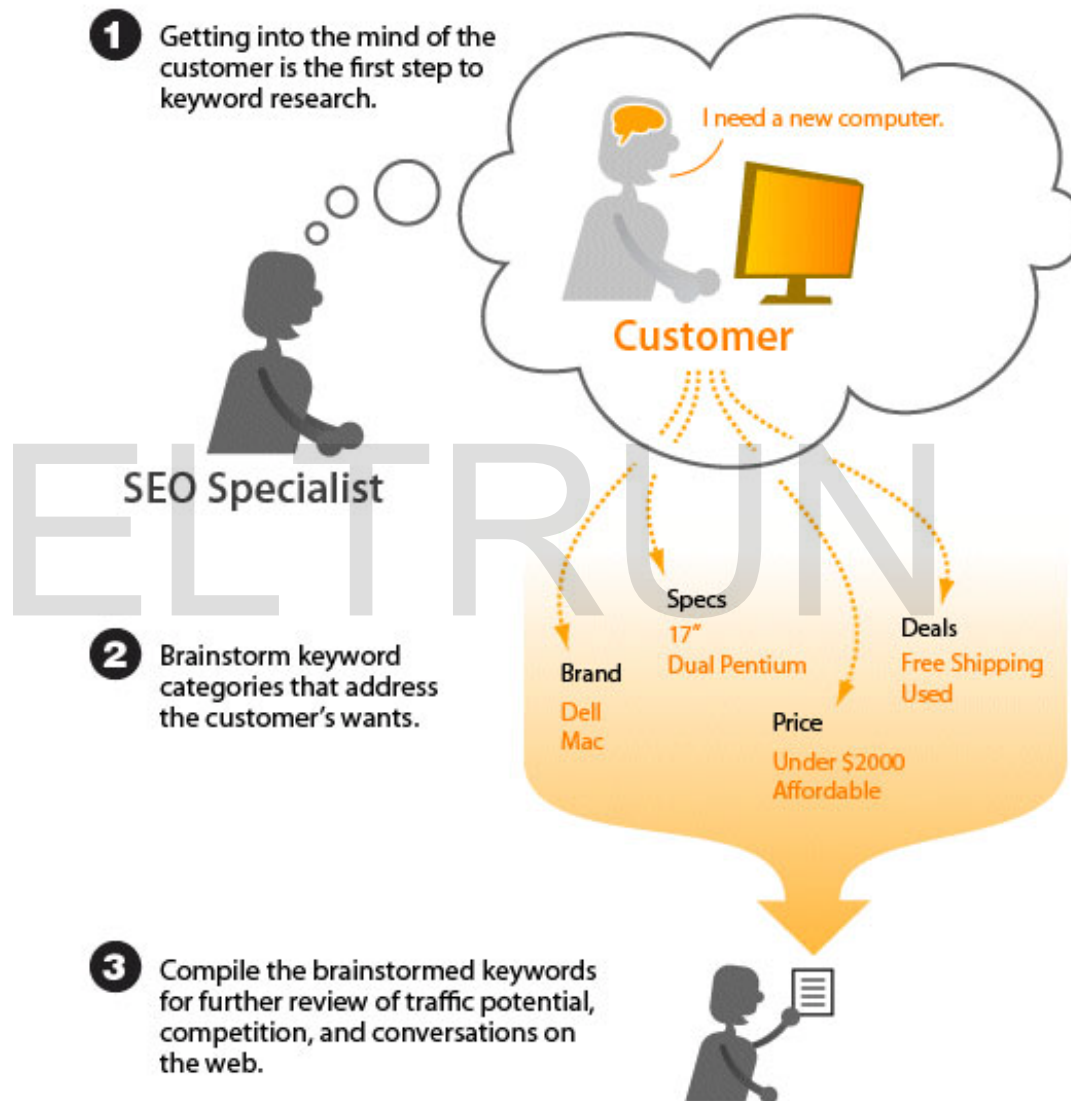 1 Getting into the mind of the
customer is the first step to
keyword research.
I need a new computer.
Customer
SEO Specialist
ELTRUN
2 Brainstorm keyword
categories that address
the customer's wants.
Brand
Dell
Mac
Specs
17"
Dual Pentium
Price
Under $2000
Affordable
Deals
Free Shipping
Used
3 Compile the brainstormed keywords
for further review of traffic potential,
competition, and conversations on
the web.